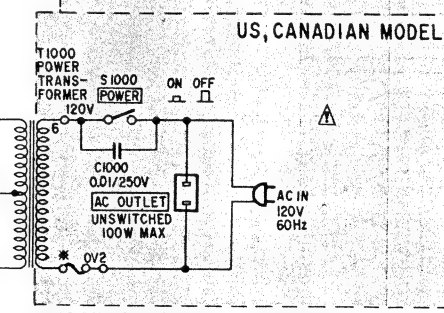 US, CANADIAN MODEL
T1000
POWER
TRANS-
FORMER
120V
S1000
POWER
ON OFF
6
C1000
0.01/250V
AC OUTLET
UNSWITCHED
100W MAX
AC IN
120V
60Hz
*
0V2